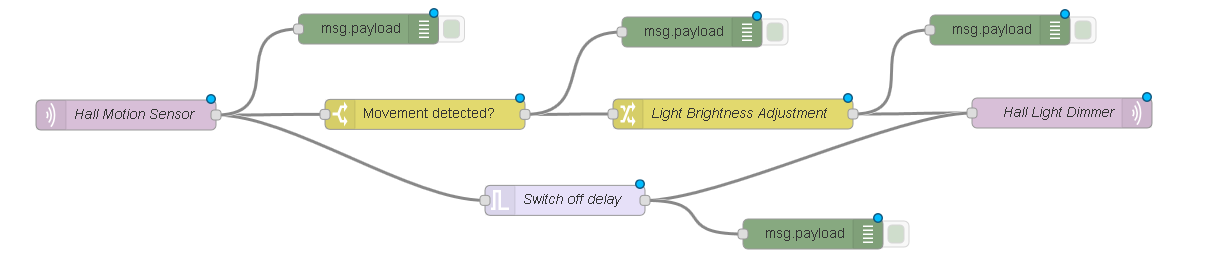 msg.payload
msg.payload
msg.payload
Hall Motion Sensor
Movement detected?
Light Brightness Adjustment
Hall Light Dimmer
Switch off delay
msg.payload